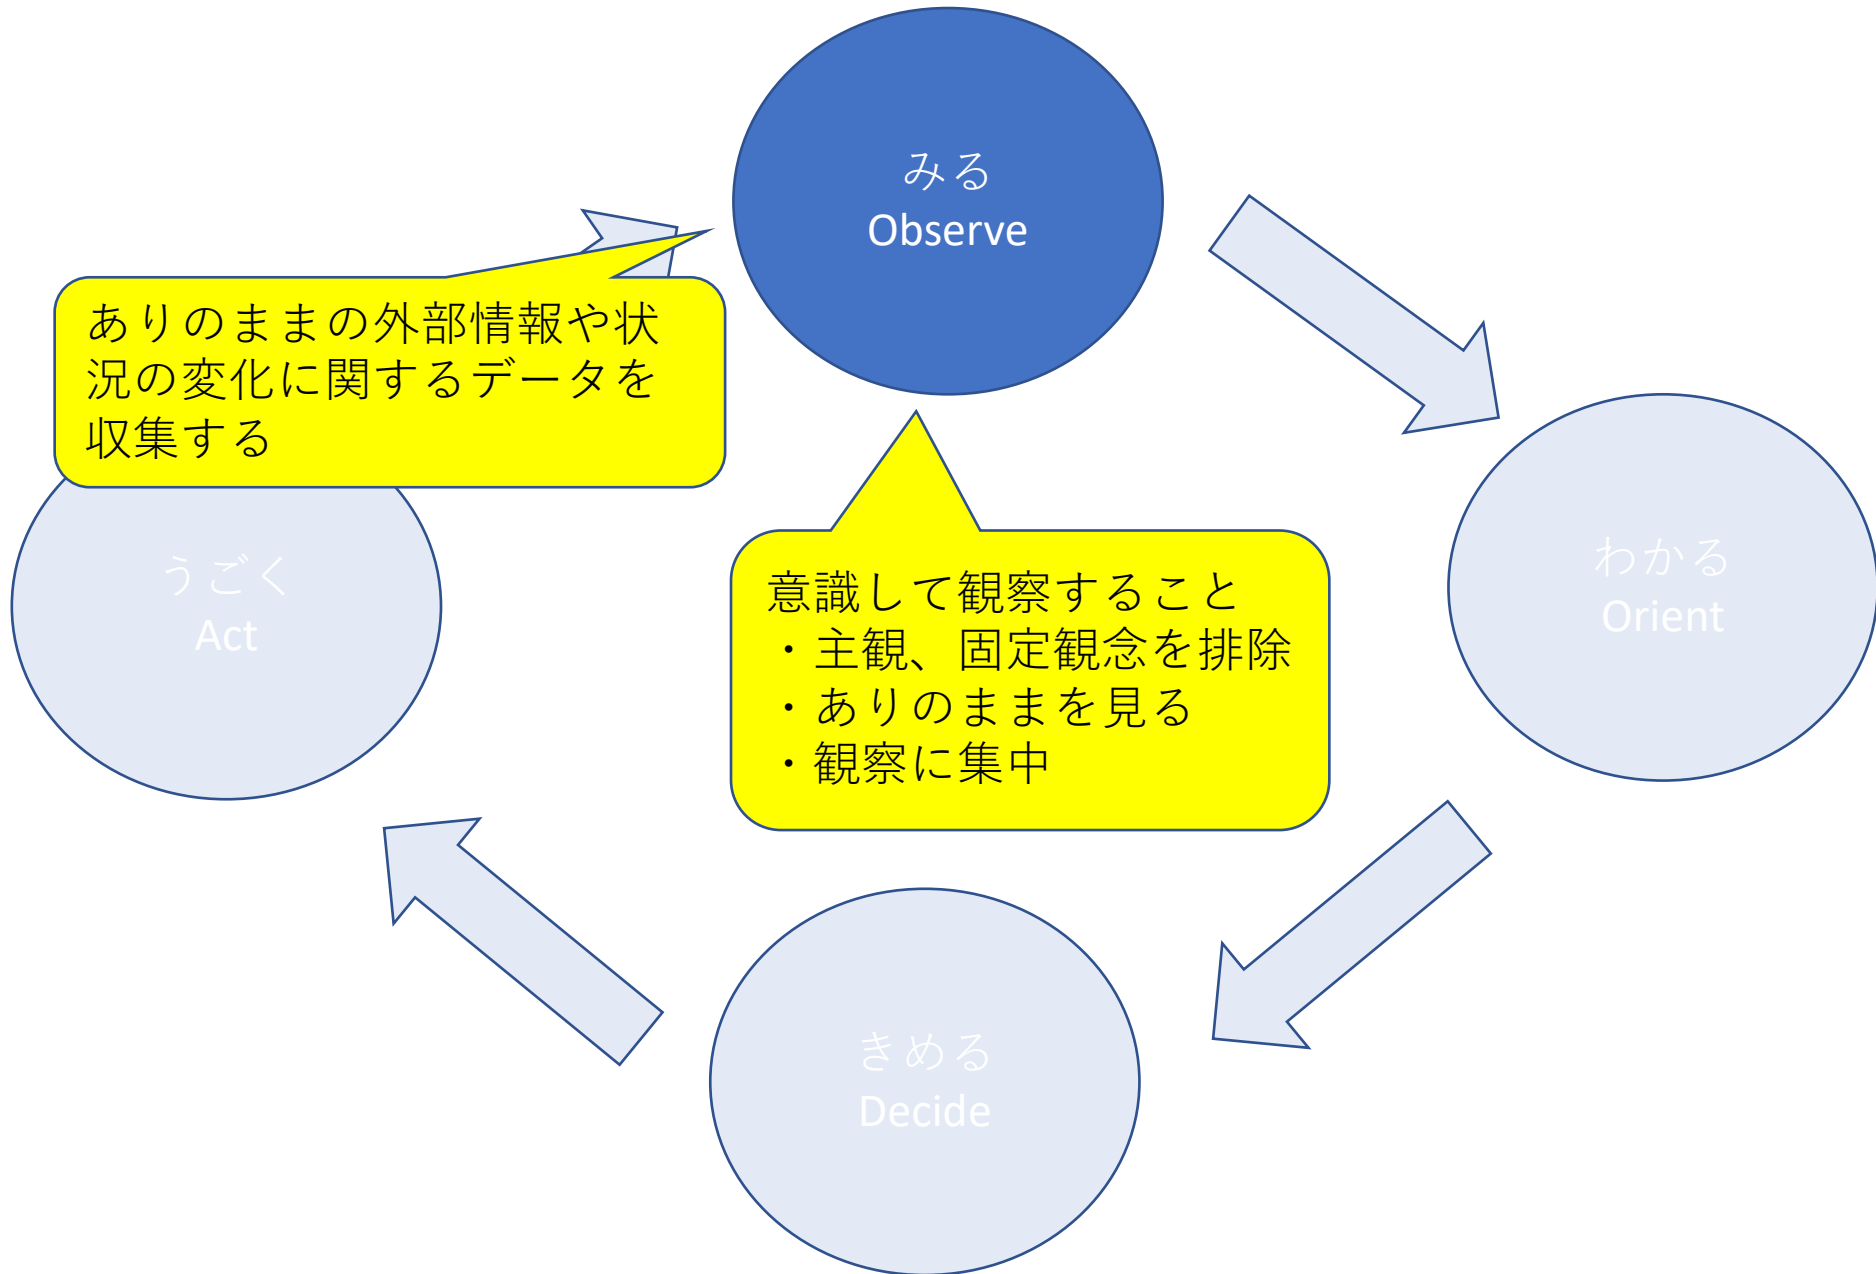 みる
Observe
ありのままの外部情報や状
況の変化に関するデータを
収集する
うごく
Act
意識して観察すること
・主観、固定観念を排除
・ありのままを見る
・観察に集中
わかる
Orient
きめる
Decide